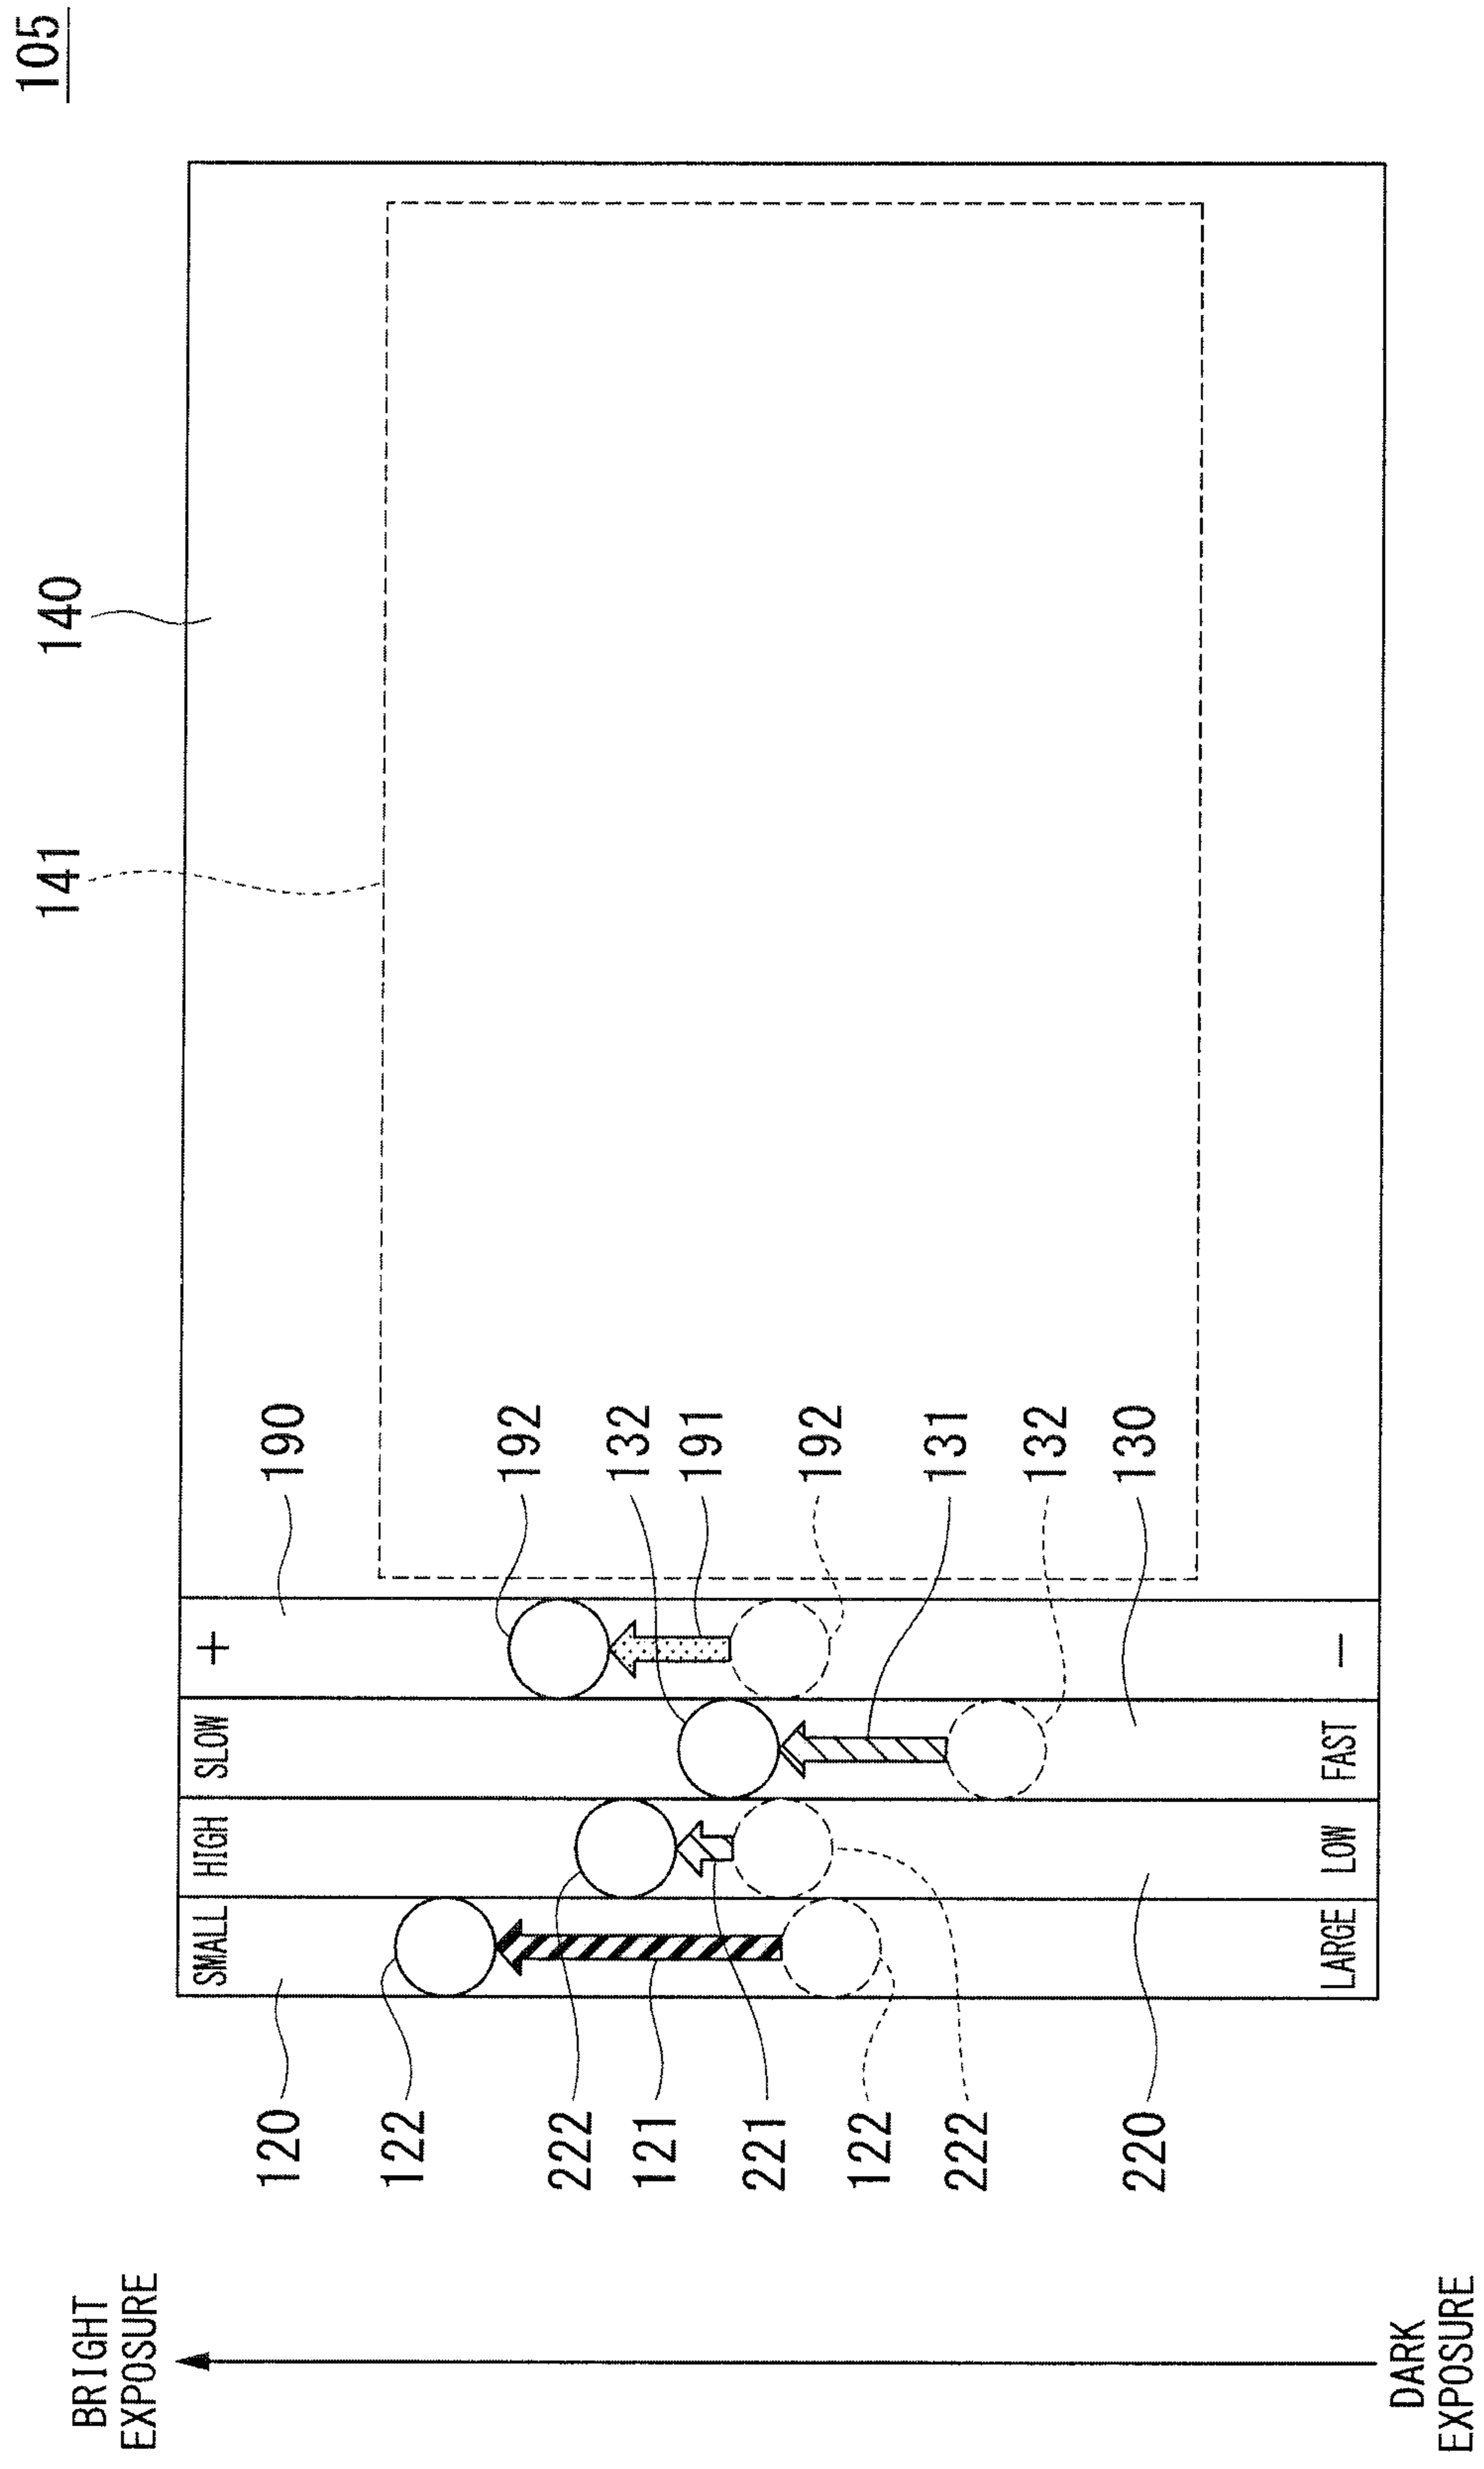 105
140
141
190
192
132
191
192
131
132
130
+
−
SLOW
FAST
HIGH
LOW
SMALL
LARGE
120
122
222
121
221
122
222
220
BRIGHT
EXPOSURE
DARK
EXPOSURE